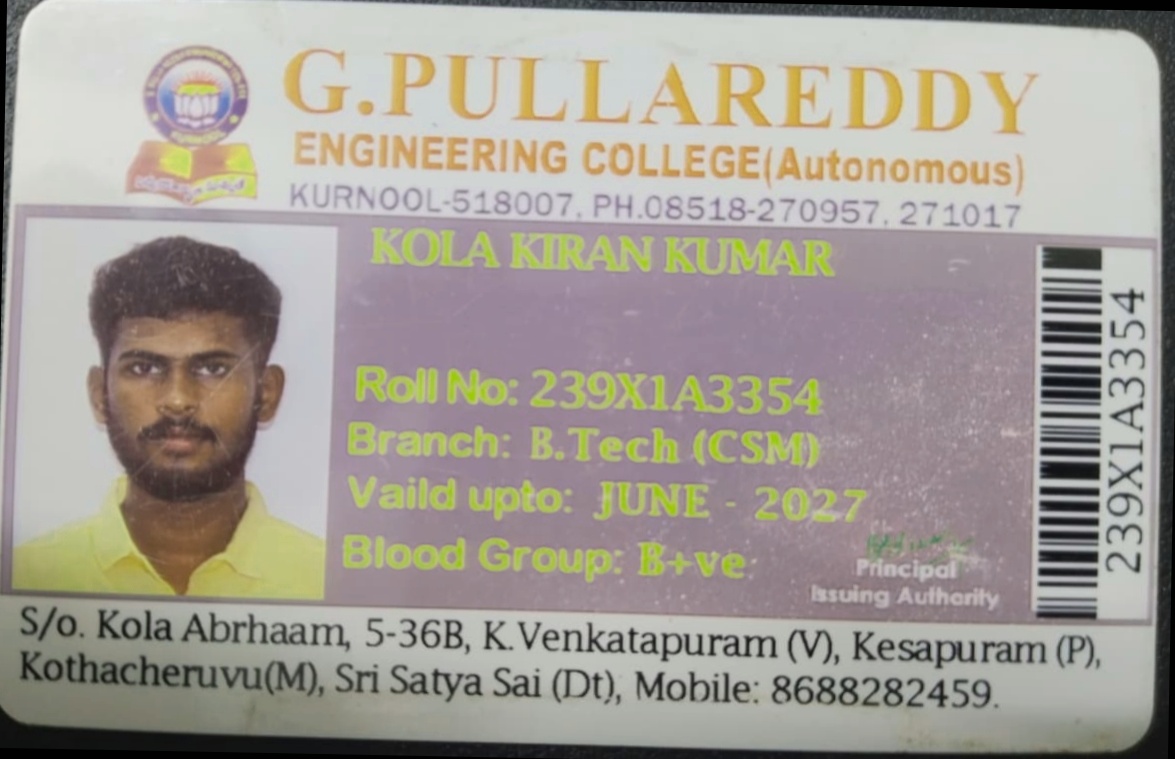 G.PULLAREDDY
ENGINEERING COLLEGE(Autonomous)
KURNOOL-518007, PH.08518-270957, 271017
KOLA KIRAN KUMAR
Roll No: 239X1A3354
Branch: B.Tech (CSM)
Vaild upto: JUNE - 2027
Blood Group: B+ve
Principal
Issuing Authority
239X1A3354
S/o. Kola Abrhaam, 5-36B, K.Venkatapuram (V), Kesapuram (P),
Kothacheruvu(M), Sri Satya Sai (Dt), Mobile: 8688282459.